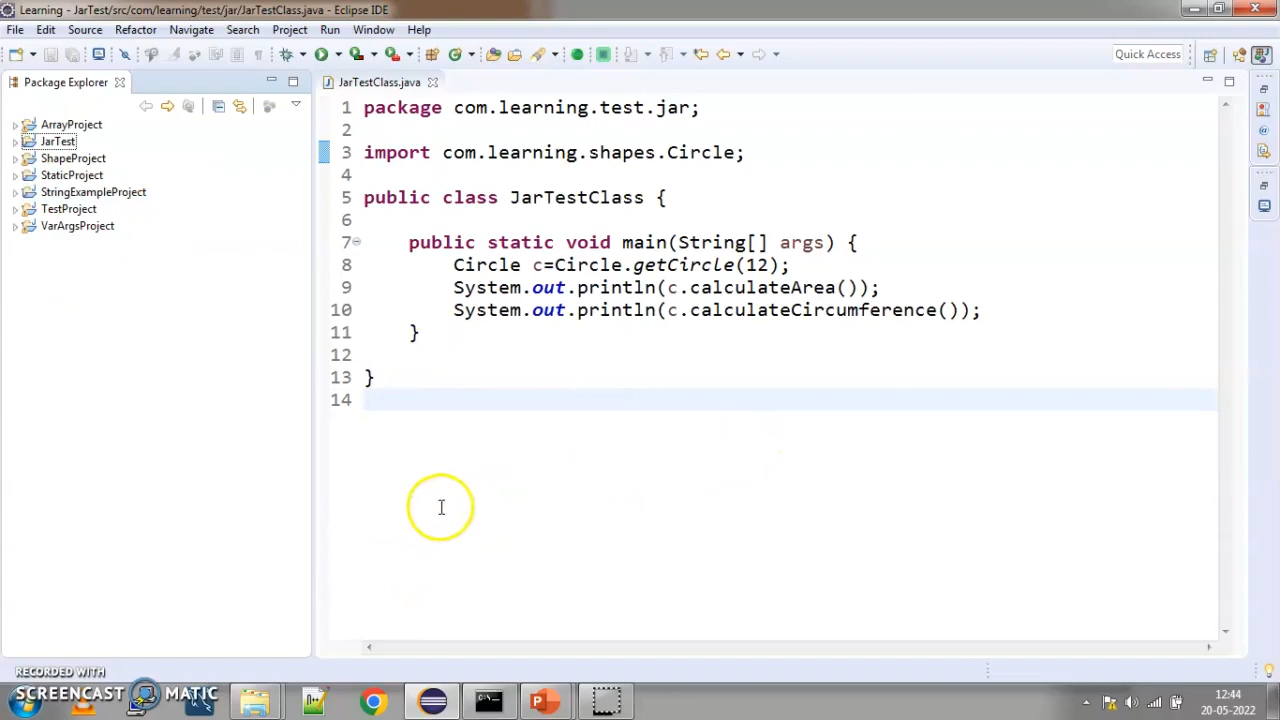 Learning - JarTest/src/com/learning/test/jar/JarTestClass.java - Eclipse IDE
File Edit Source Refactor Navigate Search Project Run Window Help
Quick Access
Package Explorer
ArrayProject
JarTest
ShapeProject
StaticProject
StringExampleProject
TestProject
VarArgsProject
JarTestClass.java
1 package com.learning.test.jar;
2
3 import com.learning.shapes.Circle;
4
5 public class JarTestClass {
6
7 public static void main(String[] args) {
8 Circle c=Circle.getCircle(12);
9 System.out.println(c.calculateArea());
10 System.out.println(c.calculateCircumference());
11 }
12
13 }
14
RECORDED WITH
SCREENCAST MATIC
12:44
20-05-2022